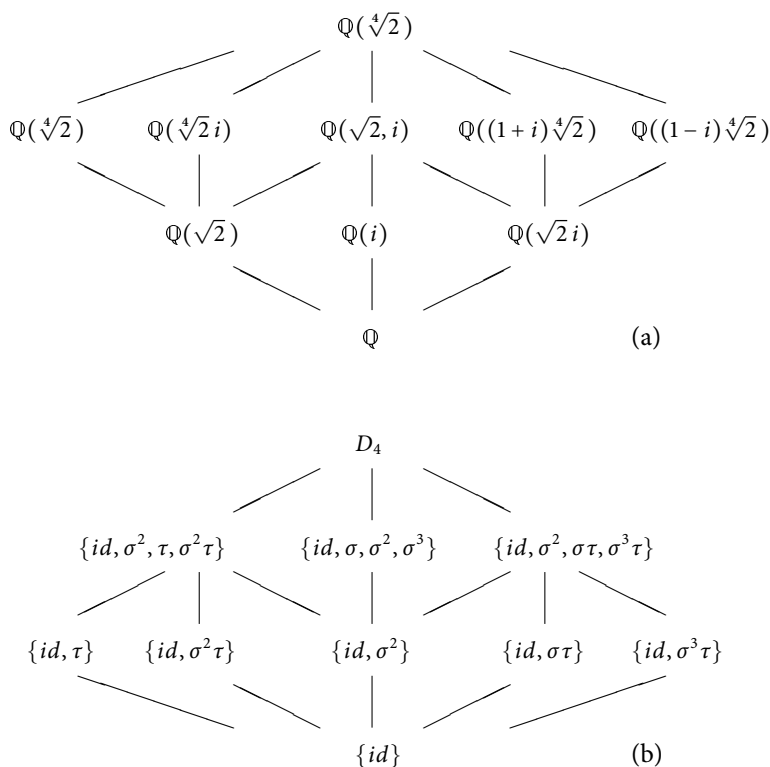 ℚ(∜2)
ℚ(∜2) ℚ(∜2 i) ℚ(√2, i) ℚ((1 + i)∜2) ℚ((1 − i)∜2)
ℚ(√2) ℚ(i) ℚ(√2 i)
ℚ (a)
D₄
{id, σ², τ, σ²τ} {id, σ, σ², σ³} {id, σ², στ, σ³τ}
{id, τ} {id, σ²τ} {id, σ²} {id, στ} {id, σ³τ}
{id} (b)